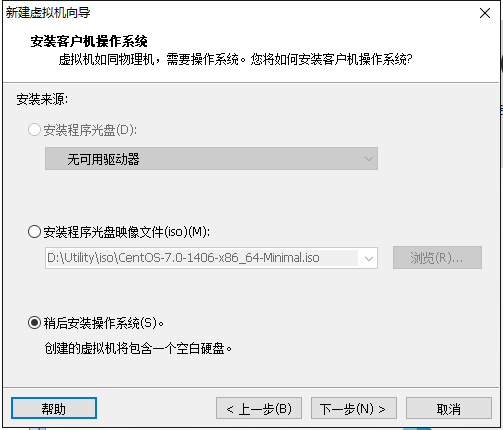 新建虚拟机向导
安装客户机操作系统
虚拟机如同物理机，需要操作系统。您将如何安装客户机操作系统?
安装来源:
安装程序光盘(D):
无可用驱动器
安装程序光盘映像文件(iso)(M):
D:\Utility\iso\CentOS-7.0-1406-x86_64-Minimal.iso
浏览(R)...
稍后安装操作系统(S)。
创建的虚拟机将包含一个空白硬盘。
帮助
< 上一步(B)
下一步(N) >
取消